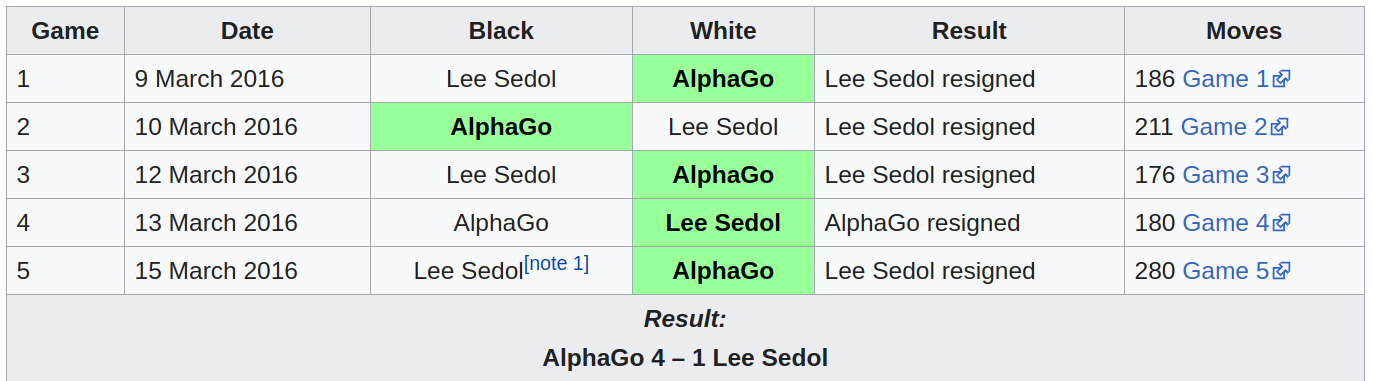 Game Date Black White Result Moves
1 9 March 2016 Lee Sedol AlphaGo Lee Sedol resigned 186 Game 1
2 10 March 2016 AlphaGo Lee Sedol Lee Sedol resigned 211 Game 2
3 12 March 2016 Lee Sedol AlphaGo Lee Sedol resigned 176 Game 3
4 13 March 2016 AlphaGo Lee Sedol AlphaGo resigned 180 Game 4
5 15 March 2016 Lee Sedol[note 1] AlphaGo Lee Sedol resigned 280 Game 5
Result:
AlphaGo 4 – 1 Lee Sedol